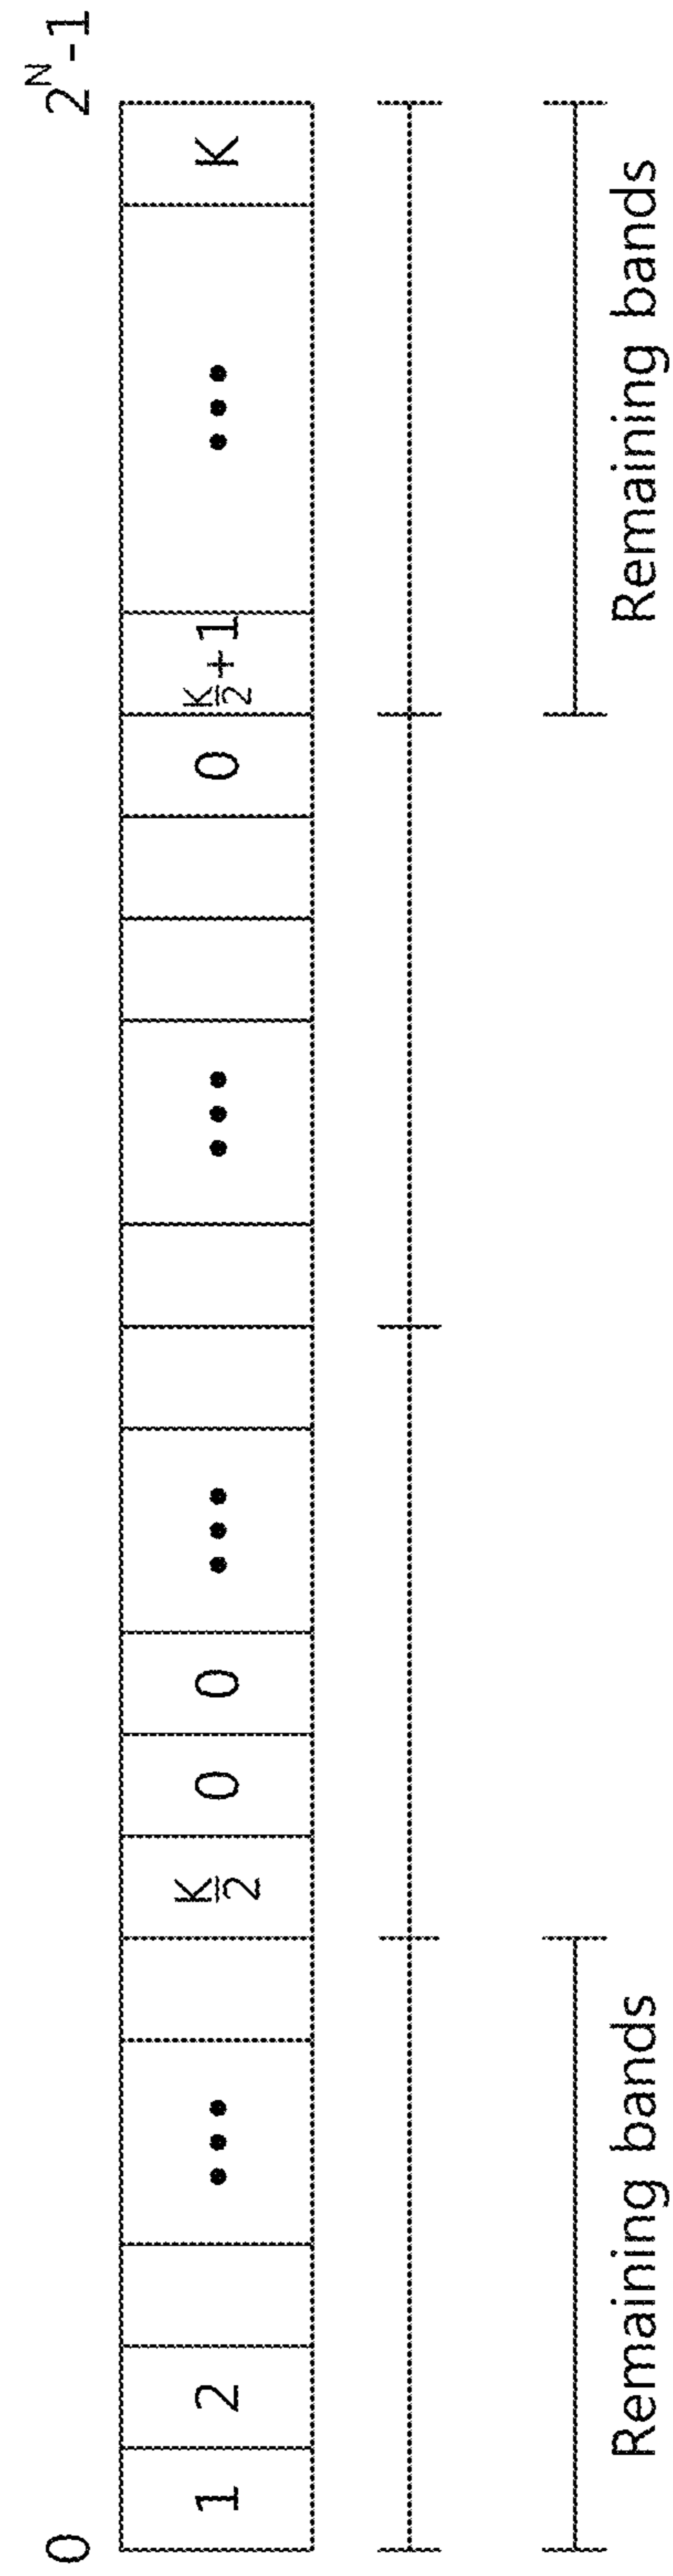 0 2^N-1
1 2 ••• K/2 0 0 ••• ••• 0 K/2+1 ••• K
Remaining bands Remaining bands